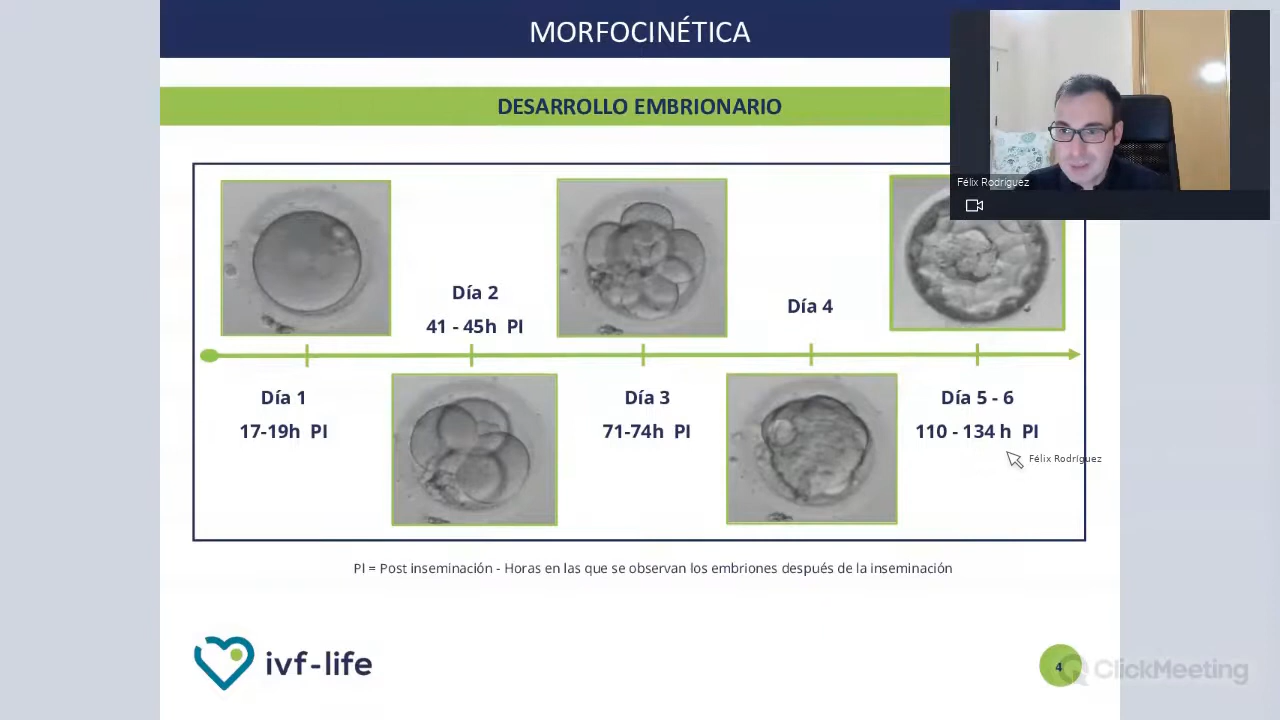 MORFOCINÉTICA
DESARROLLO EMBRIONARIO
Félix Rodríguez
Día 2
41 - 45h PI
Día 4
Día 1
17-19h PI
Día 3
71-74h PI
Día 5 - 6
110 - 134 h PI
Félix Rodríguez
PI = Post inseminación - Horas en las que se observan los embriones después de la inseminación
ivf-life
4
ClickMeeting